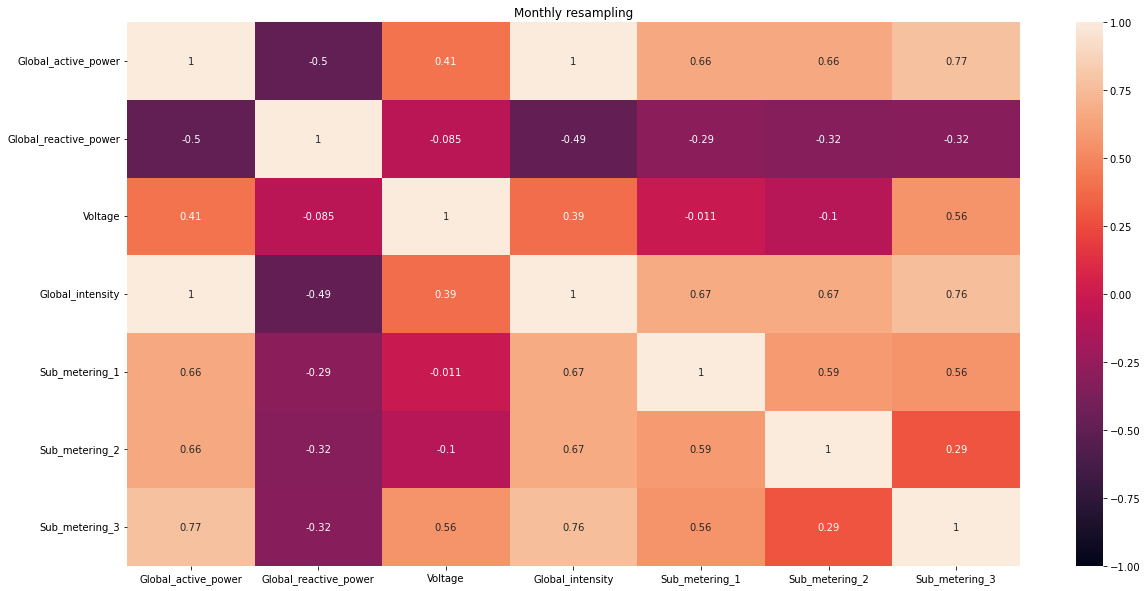 Monthly resampling
Global_active_power 1 -0.5 0.41 1 0.66 0.66 0.77
Global_reactive_power -0.5 1 -0.085 -0.49 -0.29 -0.32 -0.32
Voltage 0.41 -0.085 1 0.39 -0.011 -0.1 0.56
Global_intensity 1 -0.49 0.39 1 0.67 0.67 0.76
Sub_metering_1 0.66 -0.29 -0.011 0.67 1 0.59 0.56
Sub_metering_2 0.66 -0.32 -0.1 0.67 0.59 1 0.29
Sub_metering_3 0.77 -0.32 0.56 0.76 0.56 0.29 1
Global_active_power Global_reactive_power Voltage Global_intensity Sub_metering_1 Sub_metering_2 Sub_metering_3
1.00
0.75
0.50
0.25
0.00
−0.25
−0.50
−0.75
−1.00